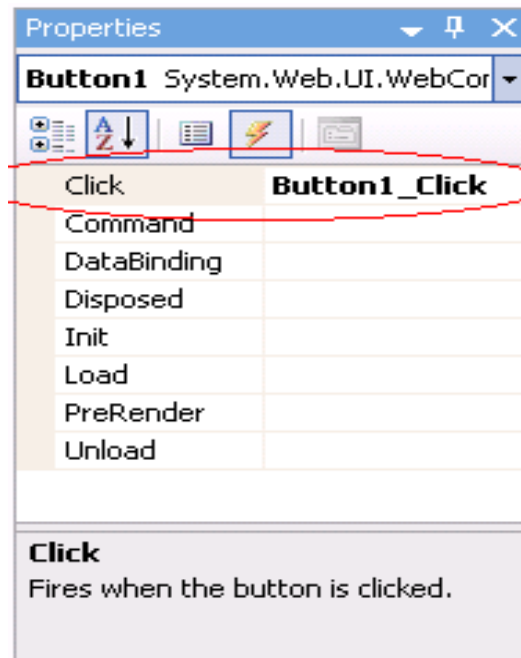 Properties
Button1 System.Web.UI.WebCor
A Z
Click Button1_Click
Command
DataBinding
Disposed
Init
Load
PreRender
Unload
Click
Fires when the button is clicked.